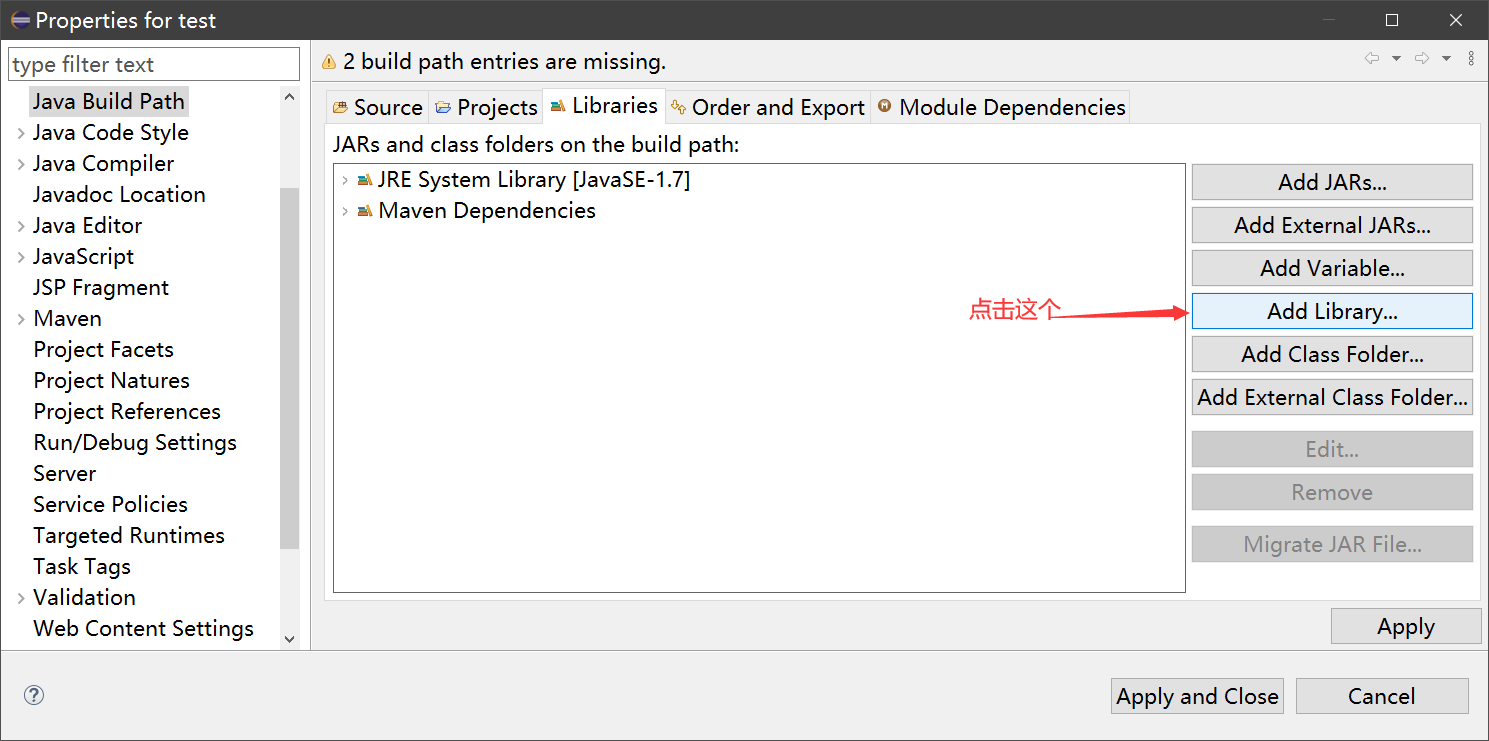 Properties for test
type filter text
Java Build Path
Java Code Style
Java Compiler
Javadoc Location
Java Editor
JavaScript
JSP Fragment
Maven
Project Facets
Project Natures
Project References
Run/Debug Settings
Server
Service Policies
Targeted Runtimes
Task Tags
Validation
Web Content Settings
2 build path entries are missing.
Source Projects Libraries Order and Export Module Dependencies
JARs and class folders on the build path:
JRE System Library [JavaSE-1.7]
Maven Dependencies
点击这个
Add JARs...
Add External JARs...
Add Variable...
Add Library...
Add Class Folder...
Add External Class Folder...
Edit...
Remove
Migrate JAR File...
Apply
Apply and Close Cancel